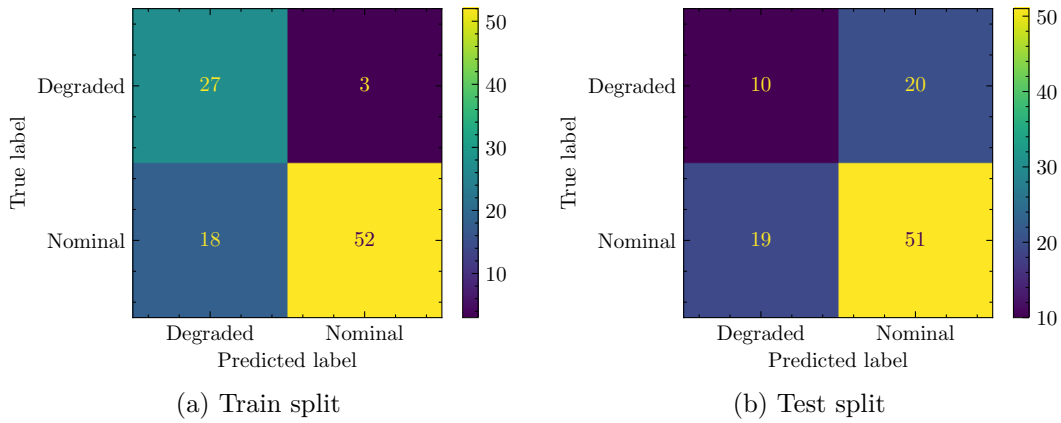 Degraded
Nominal
True label
27
3
18
52
Degraded
Nominal
Predicted label
50
40
30
20
10
(a) Train split
Degraded
Nominal
True label
10
20
19
51
Degraded
Nominal
Predicted label
50
40
30
20
10
(b) Test split